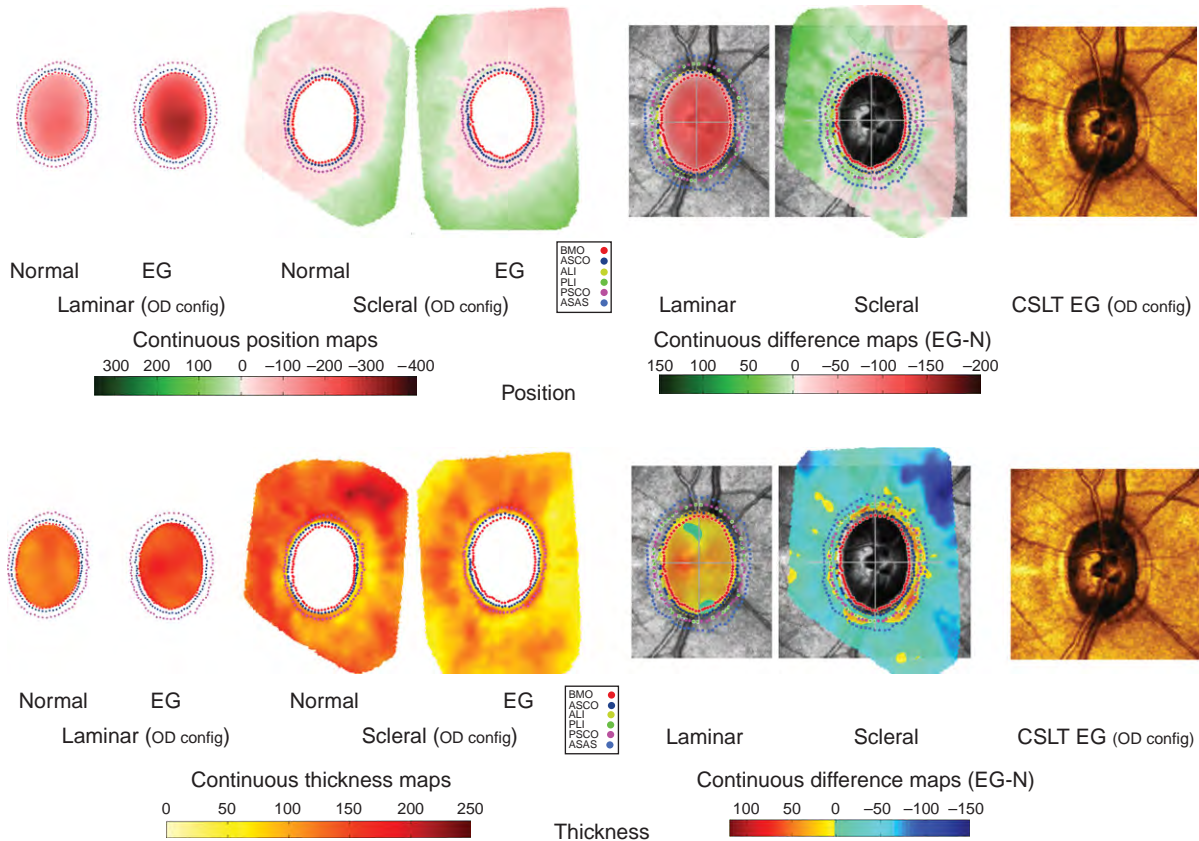 Normal EG Normal EG
BMO
ASCO
ALI
PLI
PSCO
ASAS
Laminar (OD config) Scleral (OD config) Laminar Scleral CSLT EG (OD config)
Continuous position maps Continuous difference maps (EG-N)
300 200 100 0 −100 −200 −300 −400
150 100 50 0 −50 −100 −150 −200
Position
Normal EG Normal EG
BMO
ASCO
ALI
PLI
PSCO
ASAS
Laminar (OD config) Scleral (OD config) Laminar Scleral CSLT EG (OD config)
Continuous thickness maps Continuous difference maps (EG-N)
0 50 100 150 200 250
100 50 0 −50 −100 −150
Thickness